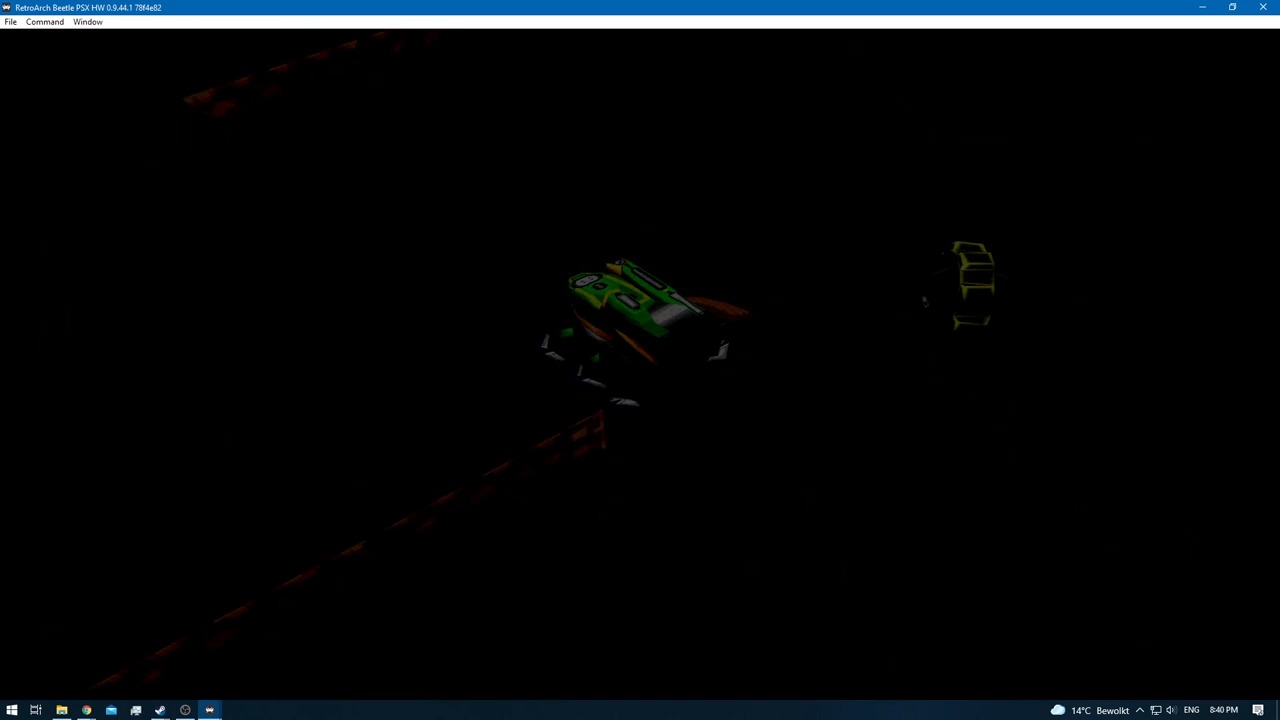 RetroArch Beetle PSX HW 0.9.44.1 78f4e82
File Command Window
14°C Bewolkt ENG 8:40 PM